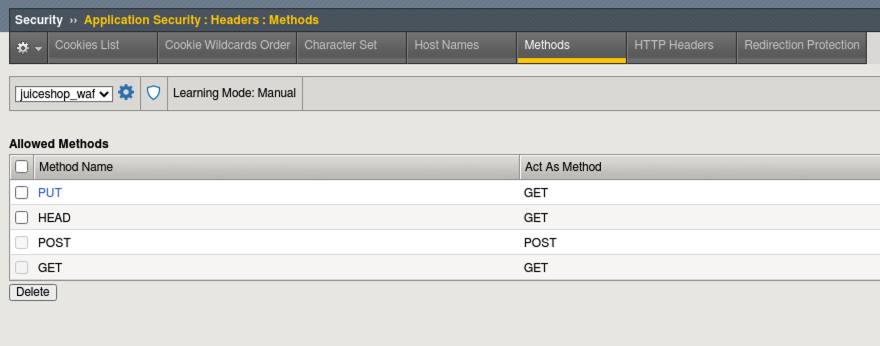 Security ›› Application Security : Headers : Methods
Cookies List Cookie Wildcards Order Character Set Host Names Methods HTTP Headers Redirection Protection
juiceshop_waf Learning Mode: Manual
Allowed Methods
Method Name Act As Method
PUT GET
HEAD GET
POST POST
GET GET
Delete